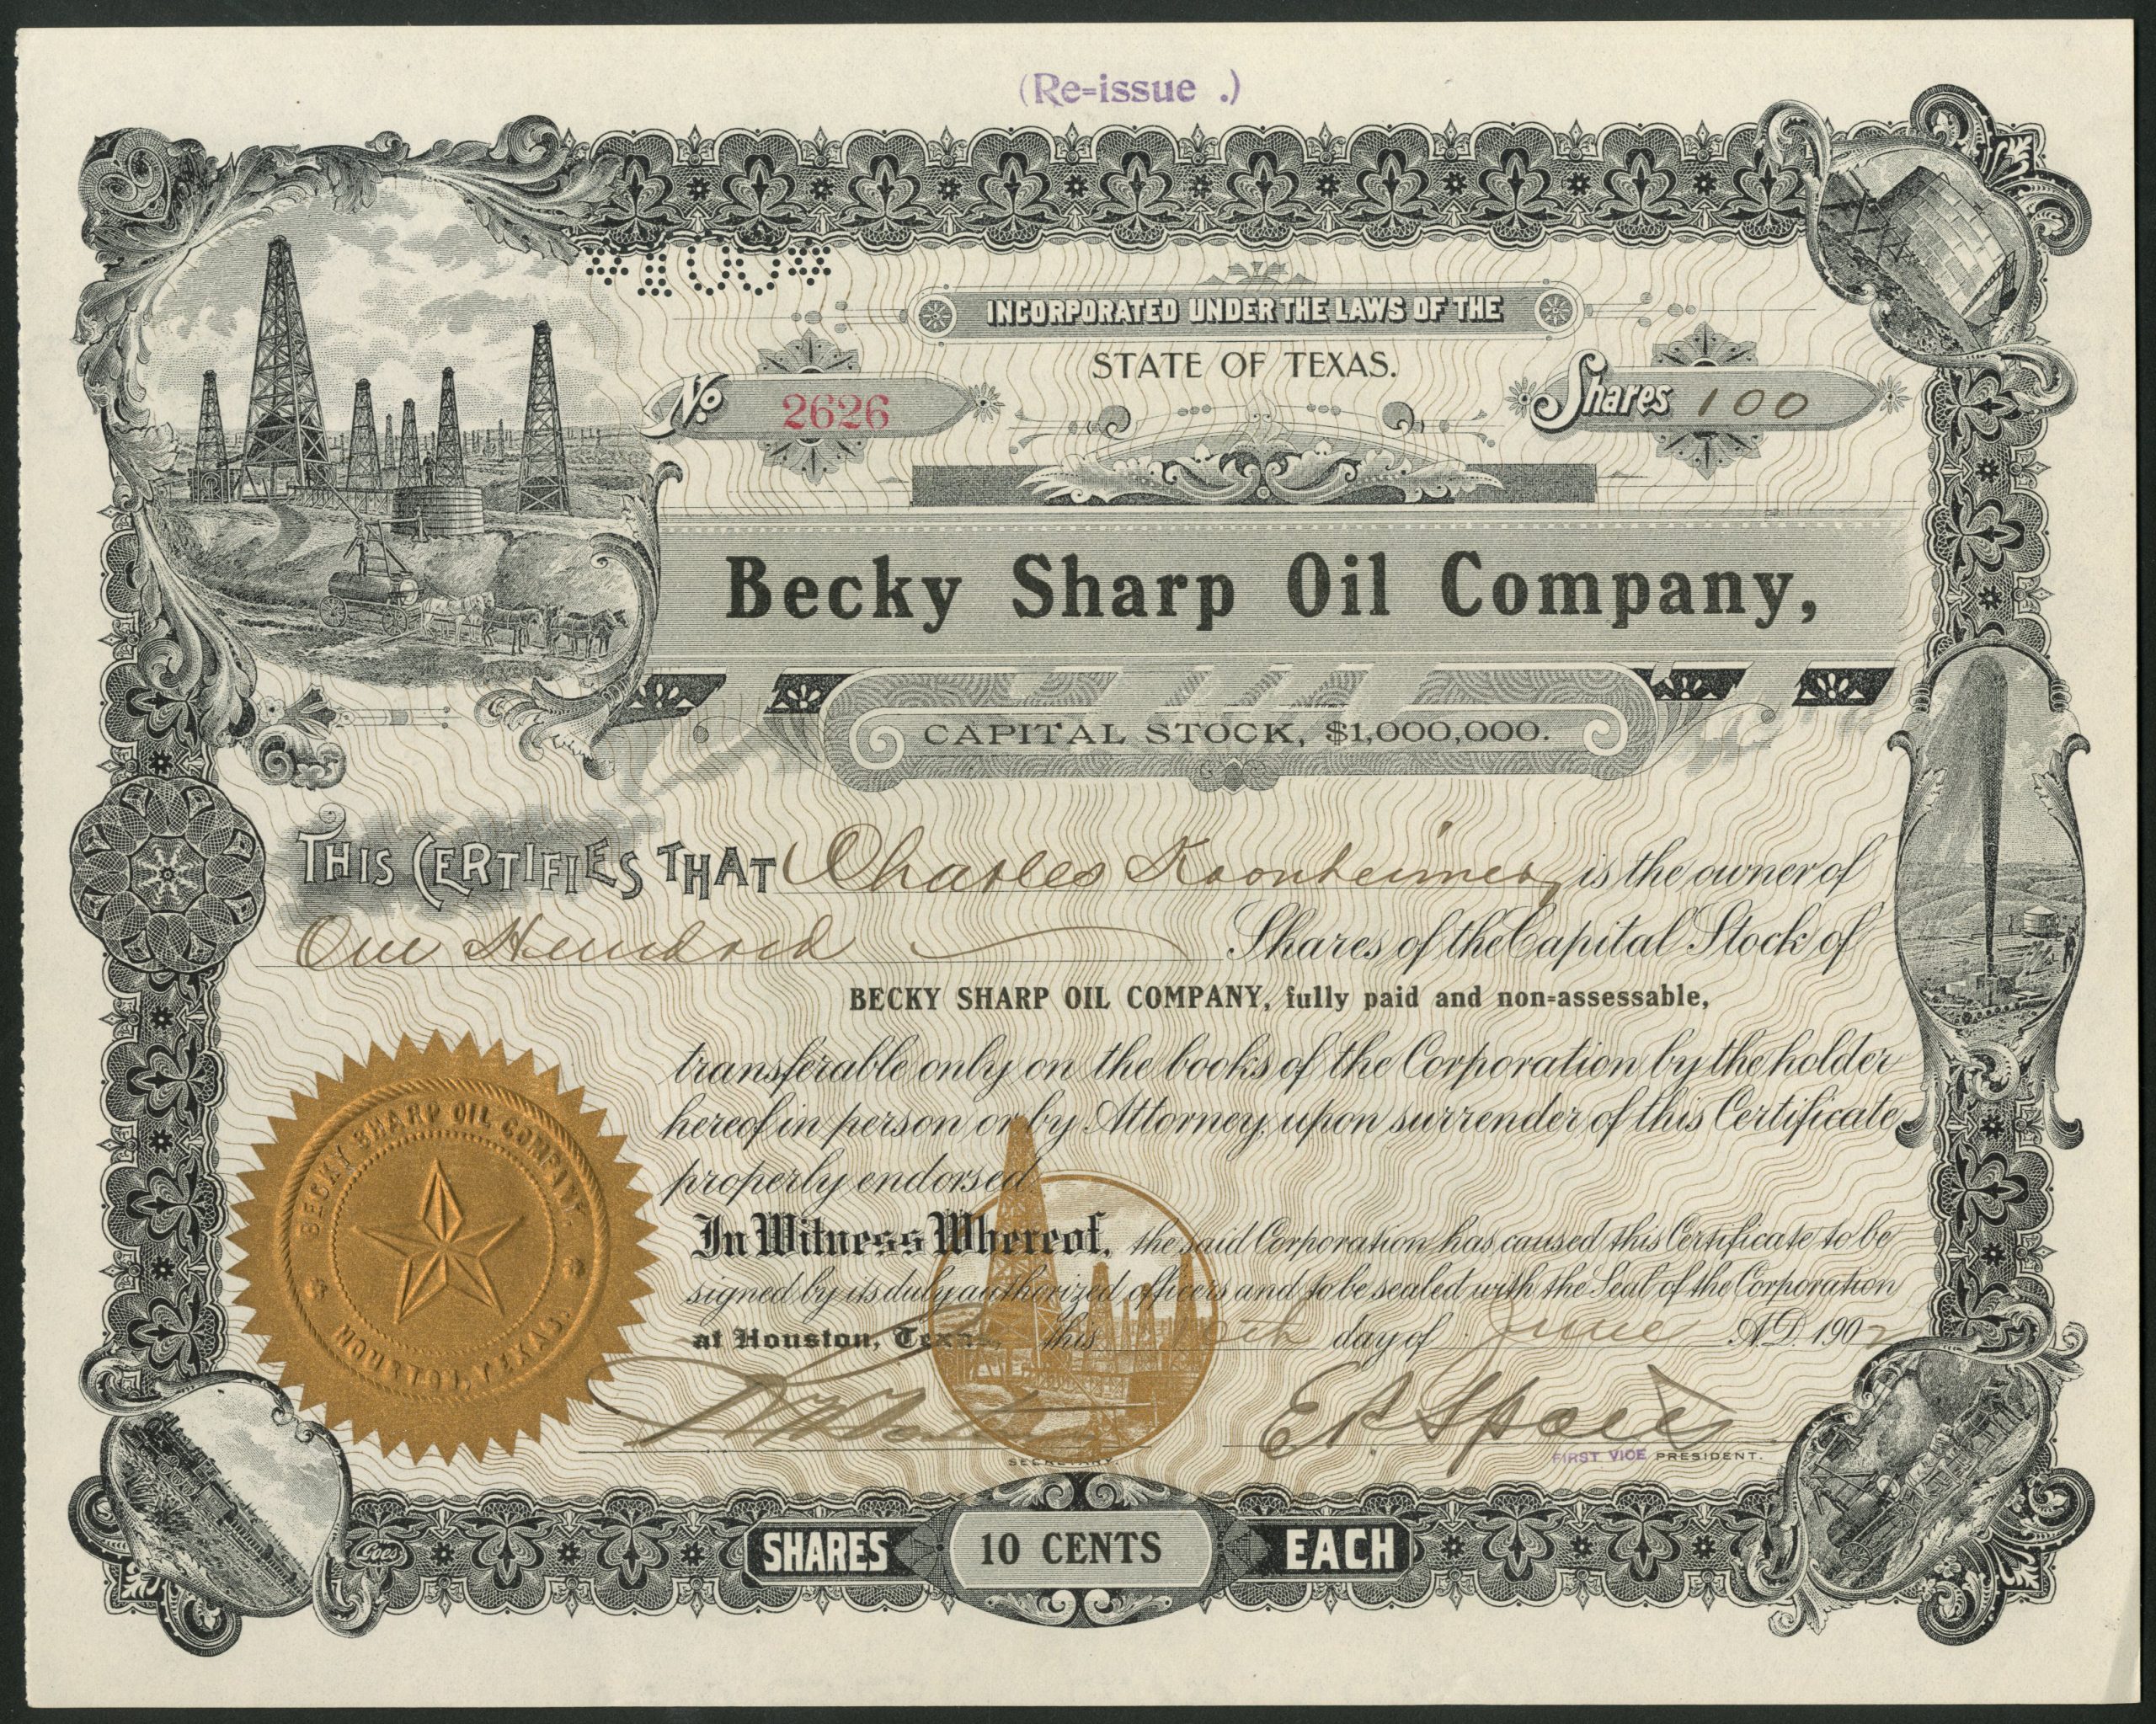 (Re-issue .)
*100*
INCORPORATED UNDER THE LAWS OF THE
STATE OF TEXAS.
No 2626
Shares 100
Becky Sharp Oil Company,
CAPITAL STOCK, $1,000,000.
THIS CERTIFIES THAT Charles Kronheimer, is the owner of
One Hundred Shares of the Capital Stock of
BECKY SHARP OIL COMPANY, fully paid and non-assessable,
transferable only on the books of the Corporation by the holder
hereof in person or by Attorney, upon surrender of this Certificate
properly endorsed.
In Witness Whereof, the said Corporation has caused this Certificate to be
signed by its duly authorized officers and to be sealed with the Seal of the Corporation
at Houston, Texas, this 10th day of June A.D. 1902
SECRETARY.
FIRST VICE PRESIDENT.
BECKY SHARP OIL COMPANY.
HOUSTON, TEXAS.
Goes
SHARES 10 CENTS EACH